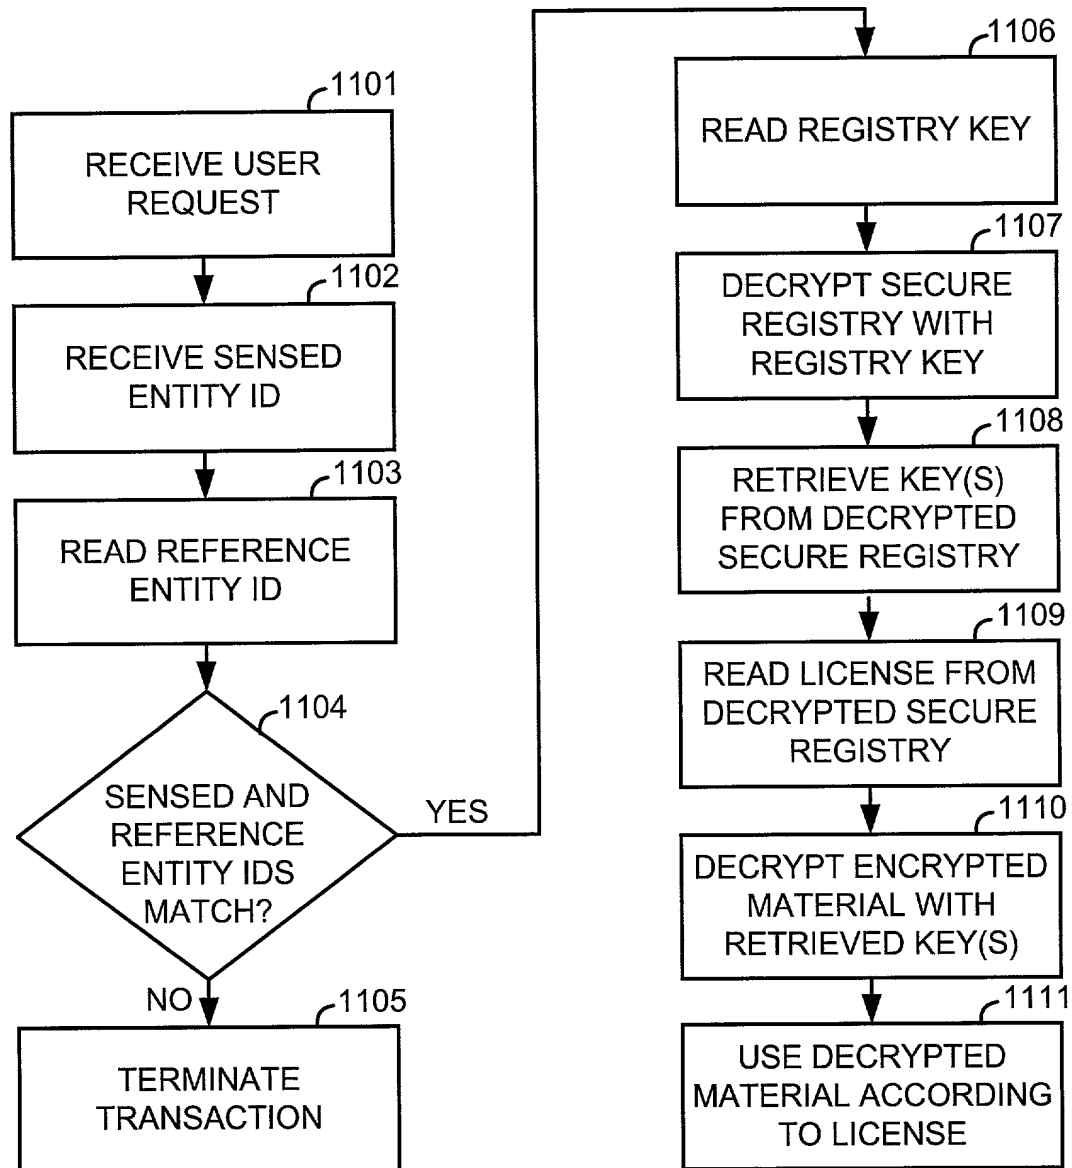 1101
RECEIVE USER
REQUEST
1102
RECEIVE SENSED
ENTITY ID
1103
READ REFERENCE
ENTITY ID
1104
SENSED AND
REFERENCE
ENTITY IDS
MATCH?
YES
NO
1105
TERMINATE
TRANSACTION
1106
READ REGISTRY KEY
1107
DECRYPT SECURE
REGISTRY WITH
REGISTRY KEY
1108
RETRIEVE KEY(S)
FROM DECRYPTED
SECURE REGISTRY
1109
READ LICENSE FROM
DECRYPTED SECURE
REGISTRY
1110
DECRYPT ENCRYPTED
MATERIAL WITH
RETRIEVED KEY(S)
1111
USE DECRYPTED
MATERIAL ACCORDING
TO LICENSE